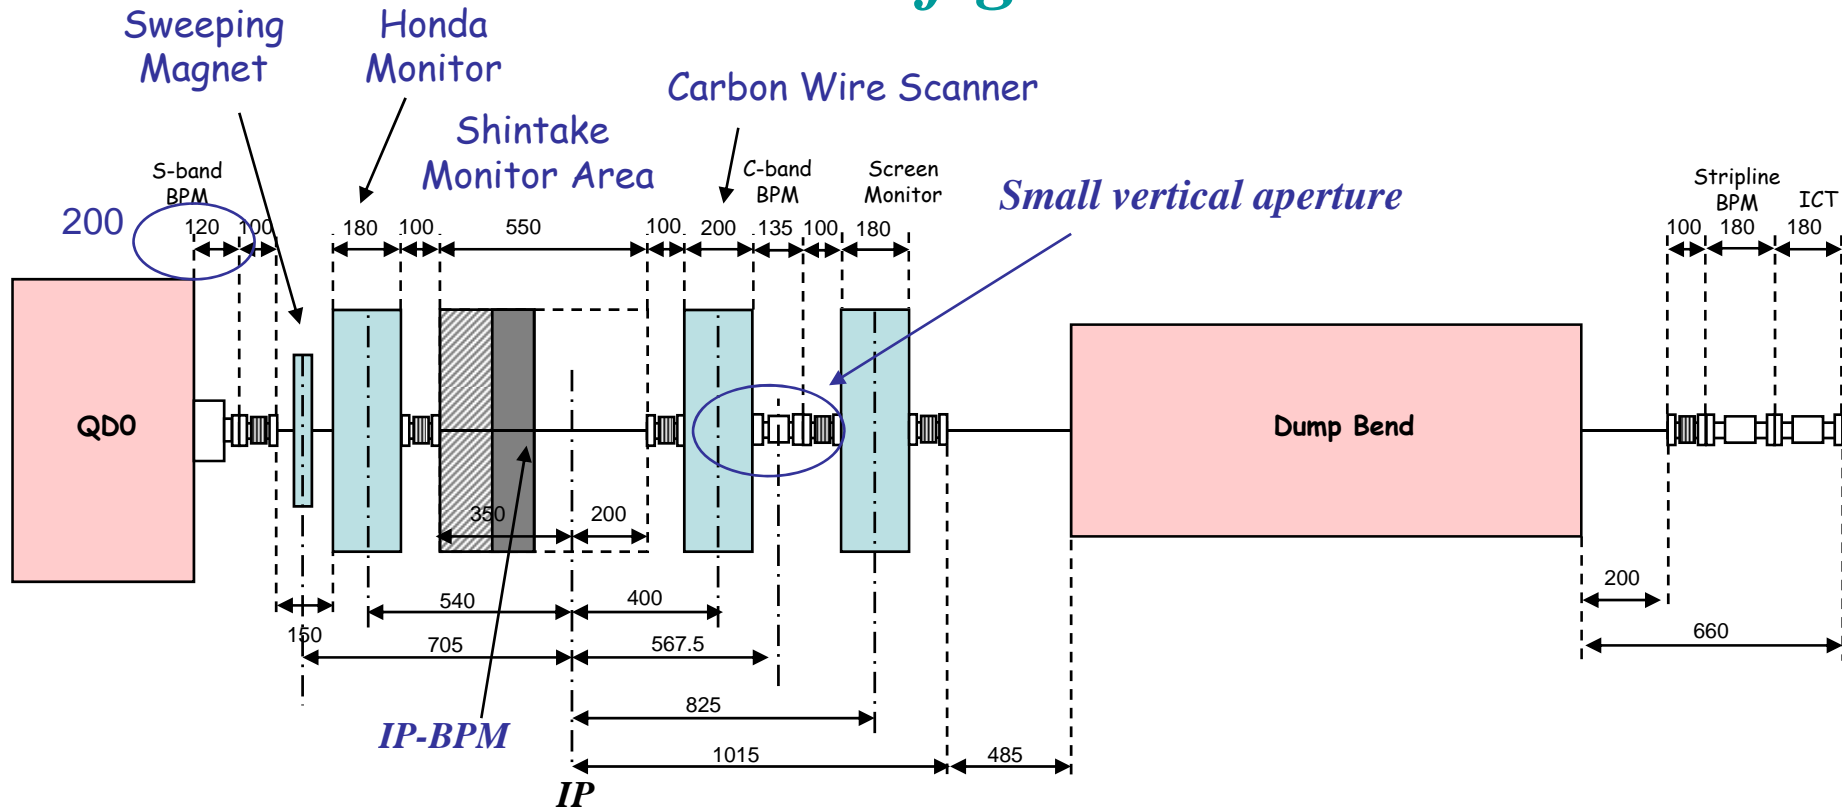 Sweeping
Magnet
Honda
Monitor
Shintake
Monitor Area
Carbon Wire Scanner
S-band
BPM
C-band
BPM
Screen
Monitor
Small vertical aperture
Stripline
BPM
ICT
200
120
100
180
100
550
100
200
135
100
180
100
180
180
QD0
Dump Bend
350
200
150
540
400
200
705
567.5
660
825
IP-BPM
1015
485
IP